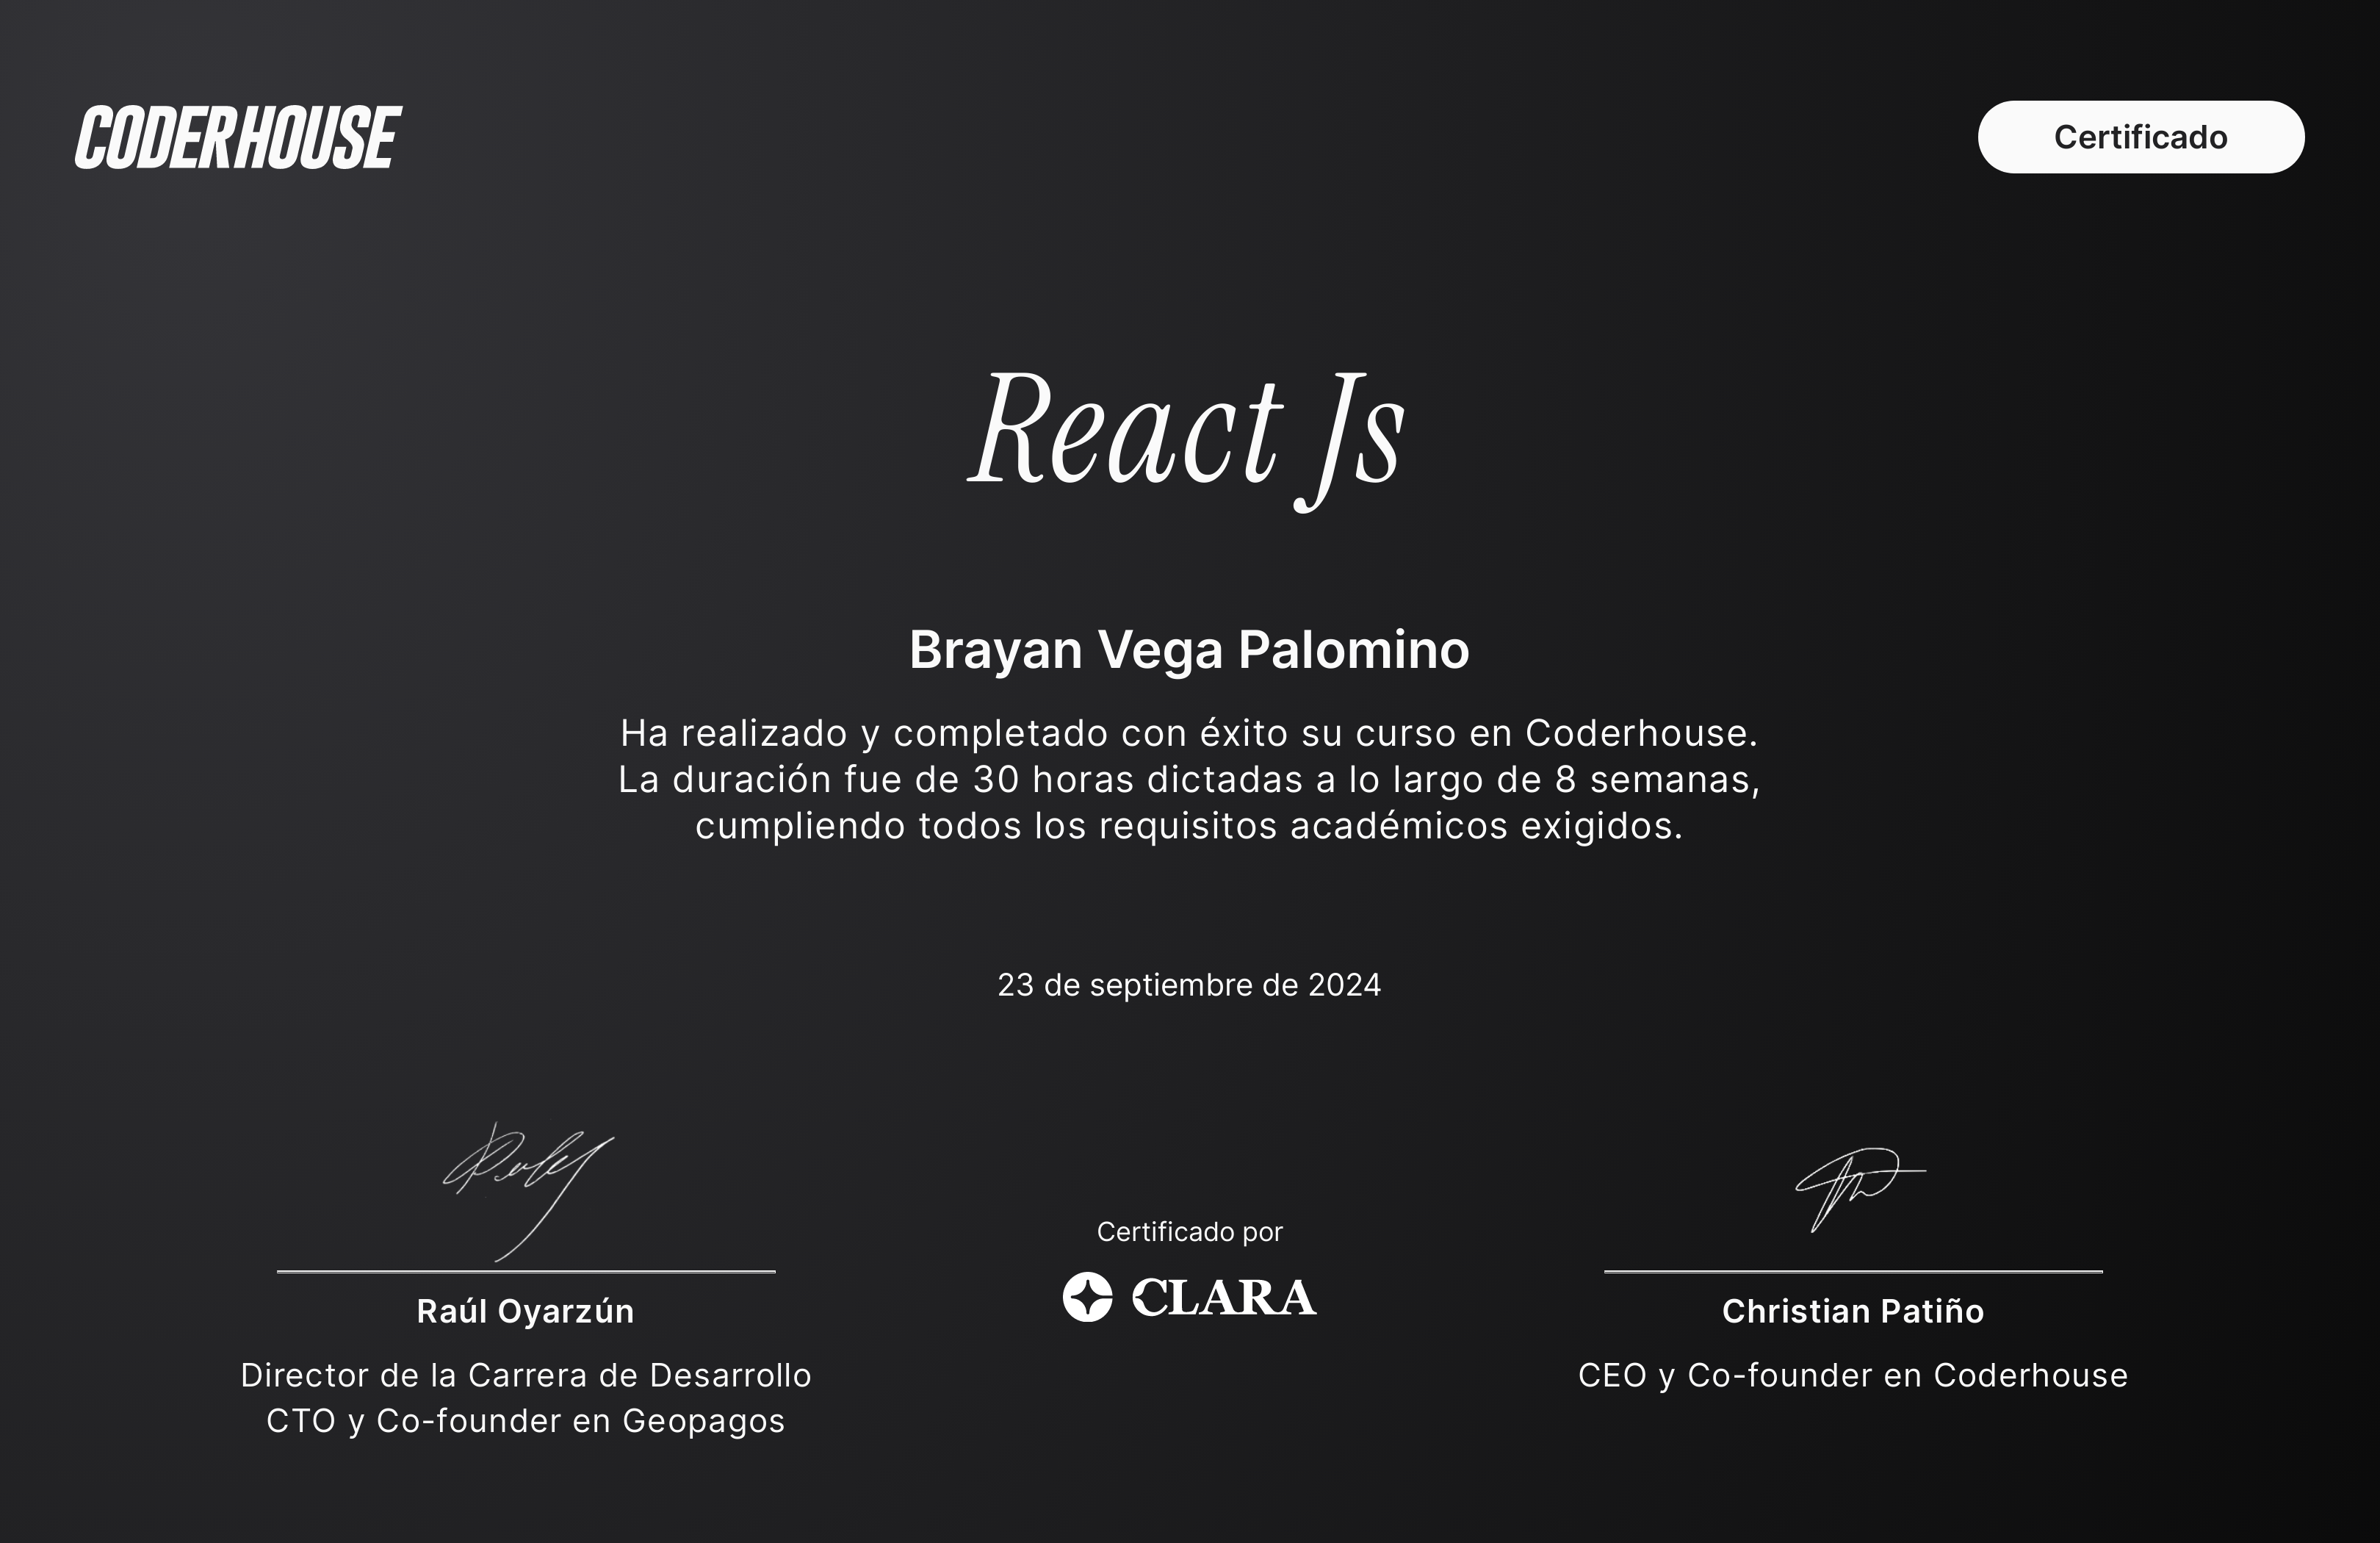 CODERHOUSE
Certificado
React Js
Brayan Vega Palomino
Ha realizado y completado con éxito su curso en Coderhouse.
La duración fue de 30 horas dictadas a lo largo de 8 semanas,
cumpliendo todos los requisitos académicos exigidos.
23 de septiembre de 2024
Certificado por
CLARA
Raúl Oyarzún
Director de la Carrera de Desarrollo
CTO y Co-founder en Geopagos
Christian Patiño
CEO y Co-founder en Coderhouse